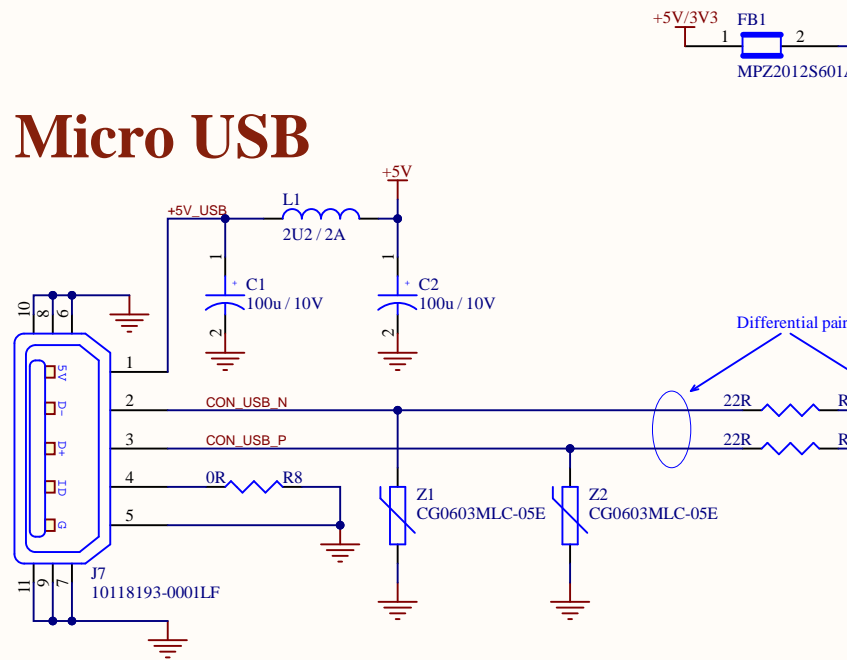 +5V/3V3
FB1
1
2
MPZ2012S601A
Micro USB
+5V
+5V_USB
L1
2U2 / 2A
1
+
C1
100u / 10V
2
1
+
C2
100u / 10V
2
10
8
6
Differential pair
5V
1
D-
2
CON_USB_N
22R
R
D+
3
CON_USB_P
22R
R
ID
4
0R
R8
G
5
Z1
CG0603MLC-05E
Z2
CG0603MLC-05E
11
9
7
J7
10118193-0001LF